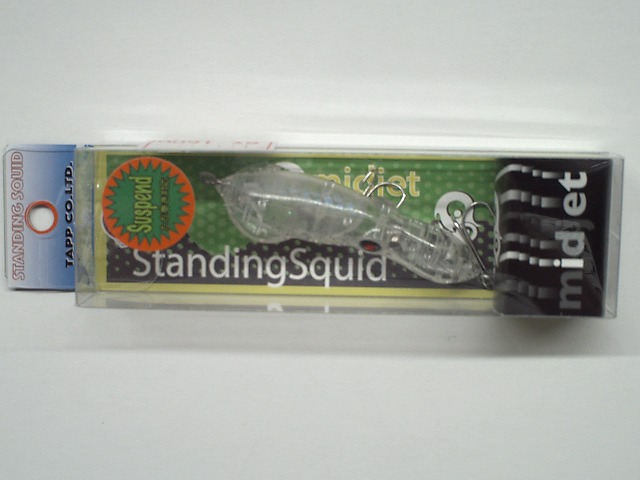 STANDING SQUID
TAPP CO.LTD.
Suspend
midjet
StandingSquid
midjet